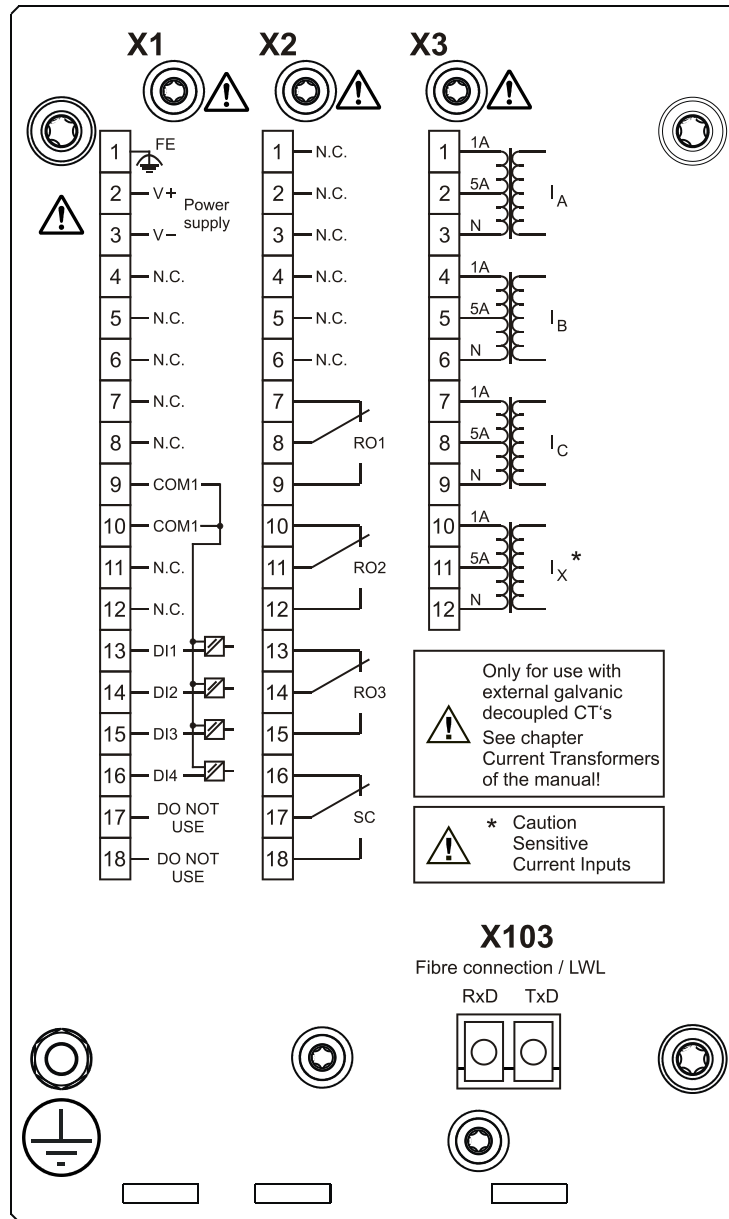 X1 X2 X3
1 FE
2 V+
Power
supply
3 V−
4 N.C.
5 N.C.
6 N.C.
7 N.C.
8 N.C.
9 COM1
10 COM1
11 N.C.
12 N.C.
13 DI1
14 DI2
15 DI3
16 DI4
17 DO NOT
USE
18 DO NOT
USE
1 N.C.
2 N.C.
3 N.C.
4 N.C.
5 N.C.
6 N.C.
7
8 RO1
9
10
11 RO2
12
13
14 RO3
15
16
17 SC
18
1 1A
2 5A IA
3 N
4 1A
5 5A IB
6 N
7 1A
8 5A IC
9 N
10 1A
11 5A IX*
12 N
Only for use with
external galvanic
decoupled CT‘s
See chapter
Current Transformers
of the manual!
* Caution
Sensitive
Current Inputs
X103
Fibre connection / LWL
RxD TxD